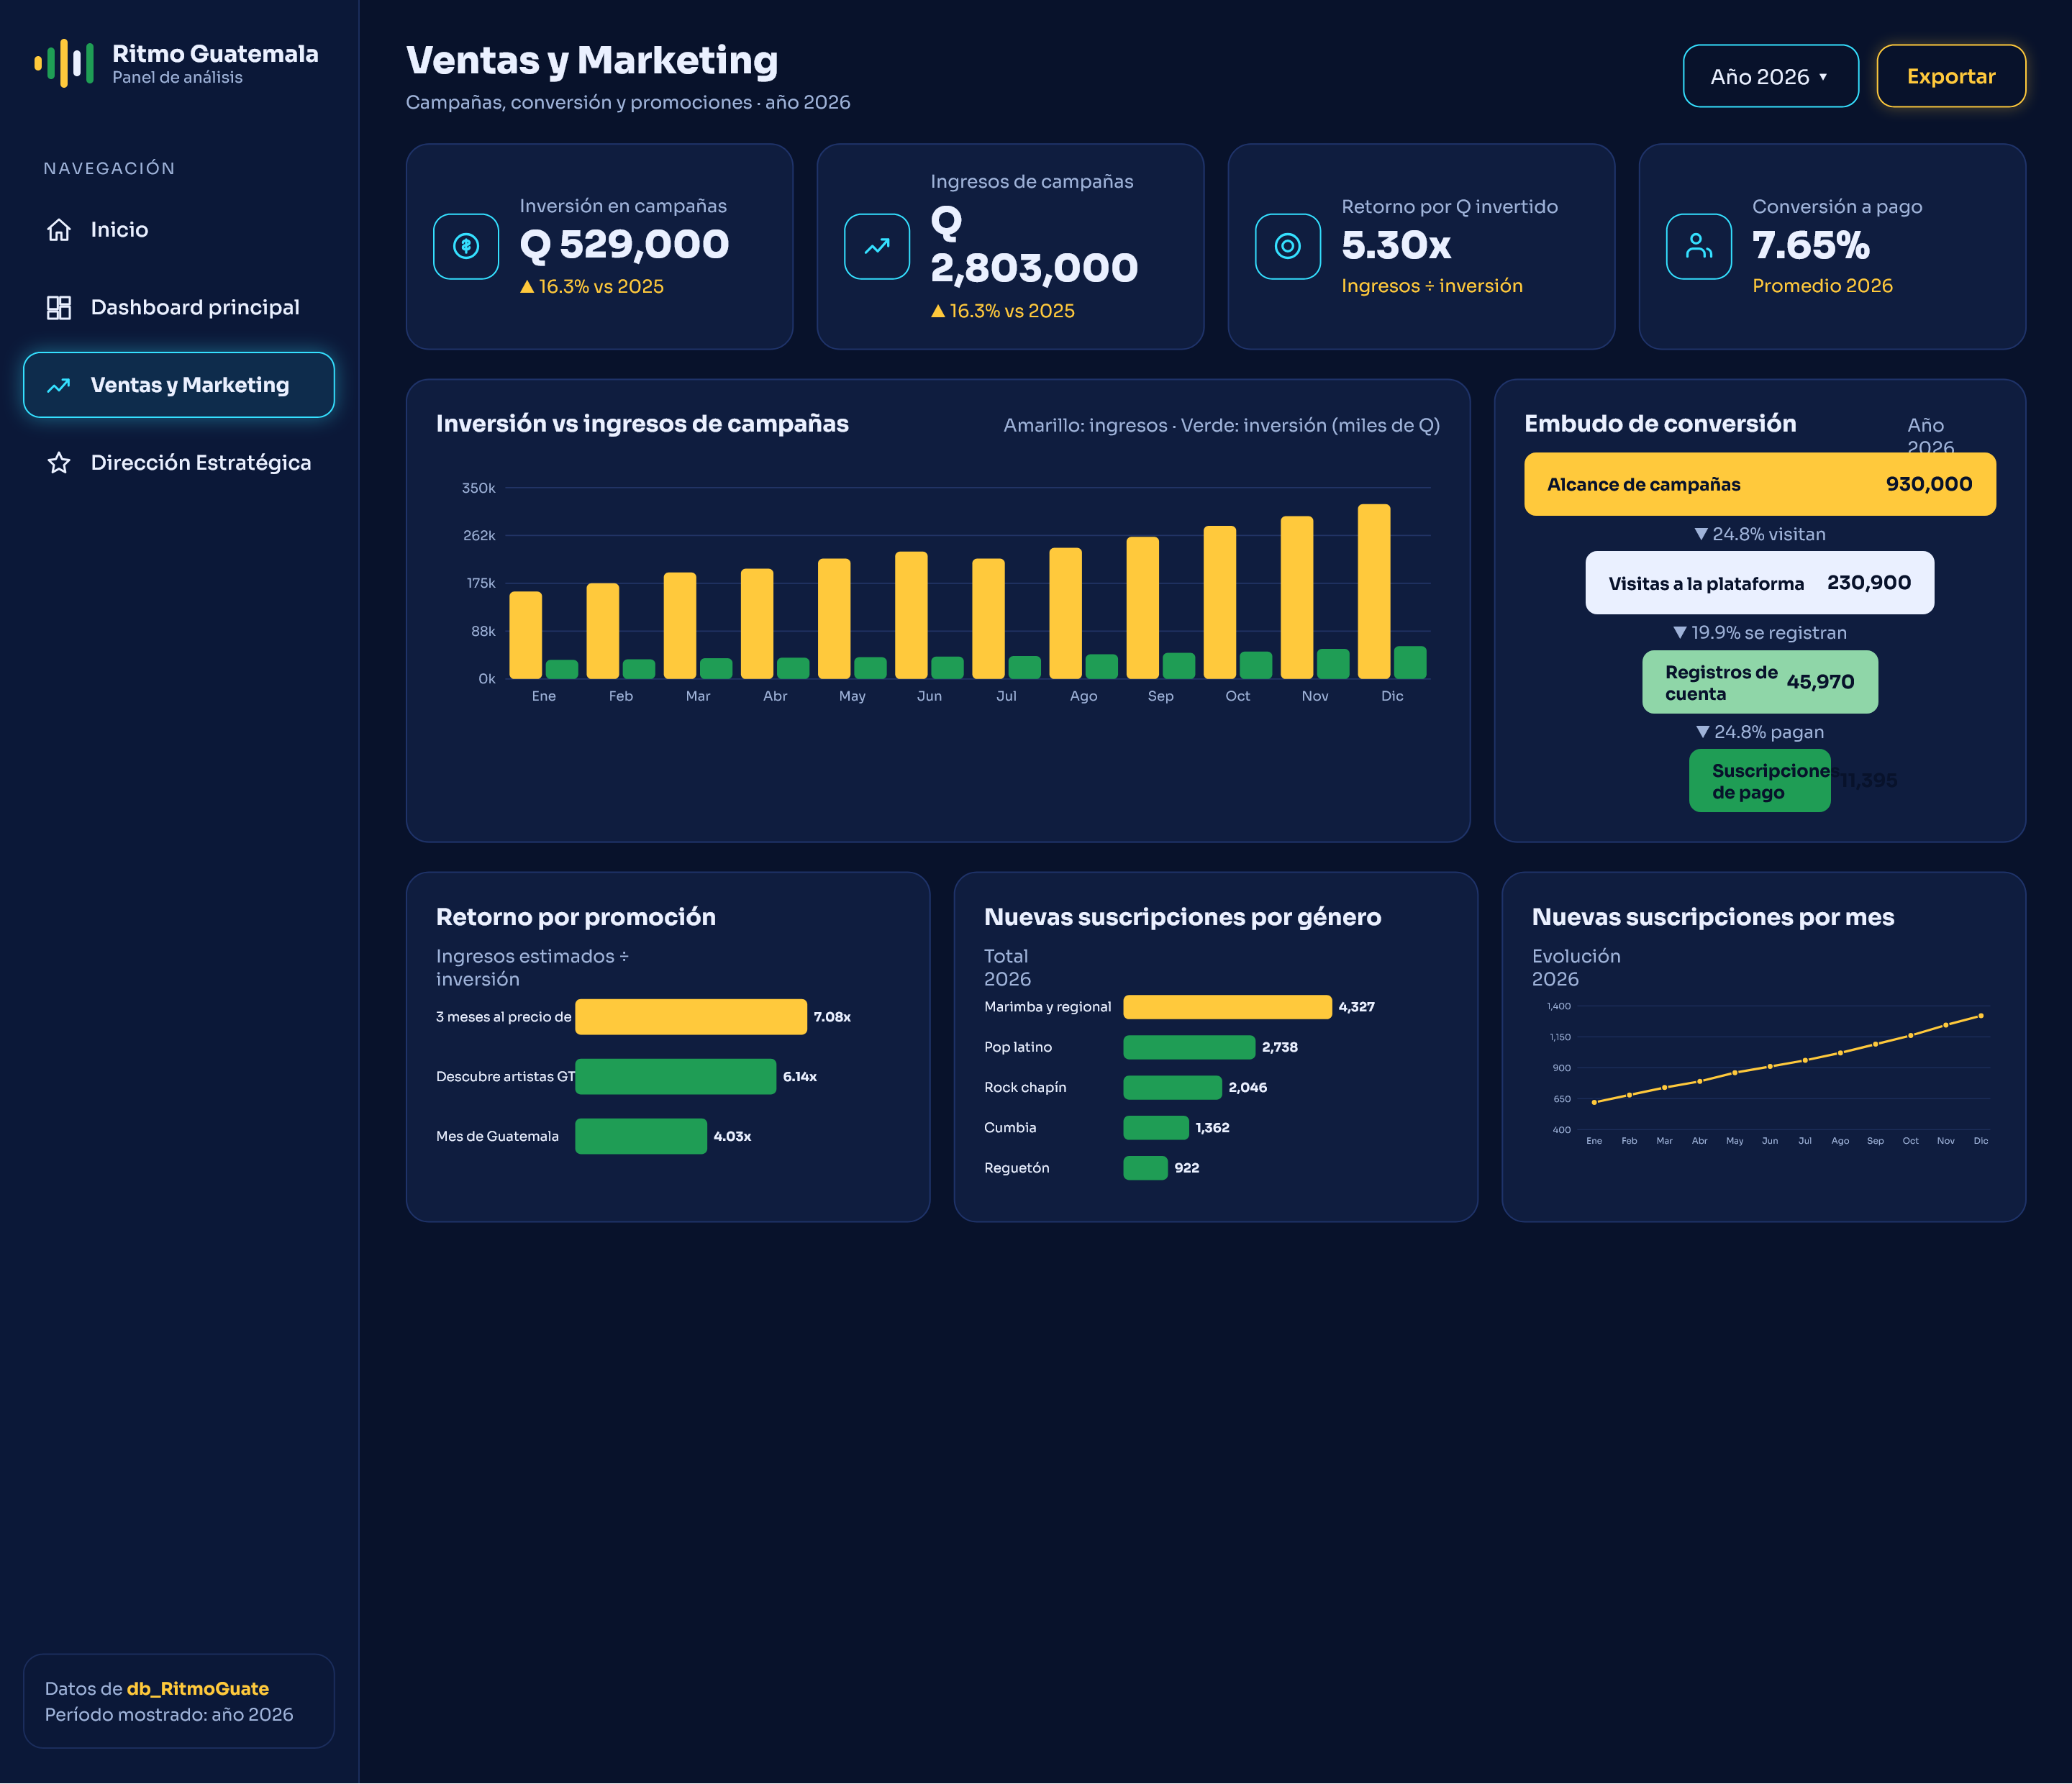 Ritmo Guatemala
Panel de análisis
NAVEGACIÓN
Inicio
Dashboard principal
Ventas y Marketing
Dirección Estratégica
Datos de db_RitmoGuate
Período mostrado: año 2026
Ventas y Marketing
Campañas, conversión y promociones · año 2026
Año 2026 ▾
Exportar
Inversión en campañas
Q 529,000
▲ 16.3% vs 2025
Ingresos de campañas
Q
2,803,000
▲ 16.3% vs 2025
Retorno por Q invertido
5.30x
Ingresos ÷ inversión
Conversión a pago
7.65%
Promedio 2026
Inversión vs ingresos de campañas
Amarillo: ingresos · Verde: inversión (miles de Q)
350k
262k
175k
88k
0k
Ene Feb Mar Abr May Jun Jul Ago Sep Oct Nov Dic
Embudo de conversión
Año
2026
Alcance de campañas 930,000
▼ 24.8% visitan
Visitas a la plataforma 230,900
▼ 19.9% se registran
Registros de
cuenta
45,970
▼ 24.8% pagan
Suscripciones
de pago
11,395
Retorno por promoción
Ingresos estimados ÷
inversión
3 meses al precio de 7.08x
Descubre artistas GT 6.14x
Mes de Guatemala 4.03x
Nuevas suscripciones por género
Total
2026
Marimba y regional 4,327
Pop latino 2,738
Rock chapín 2,046
Cumbia 1,362
Reguetón 922
Nuevas suscripciones por mes
Evolución
2026
1,400
1,150
900
650
400
Ene Feb Mar Abr May Jun Jul Ago Sep Oct Nov Dic